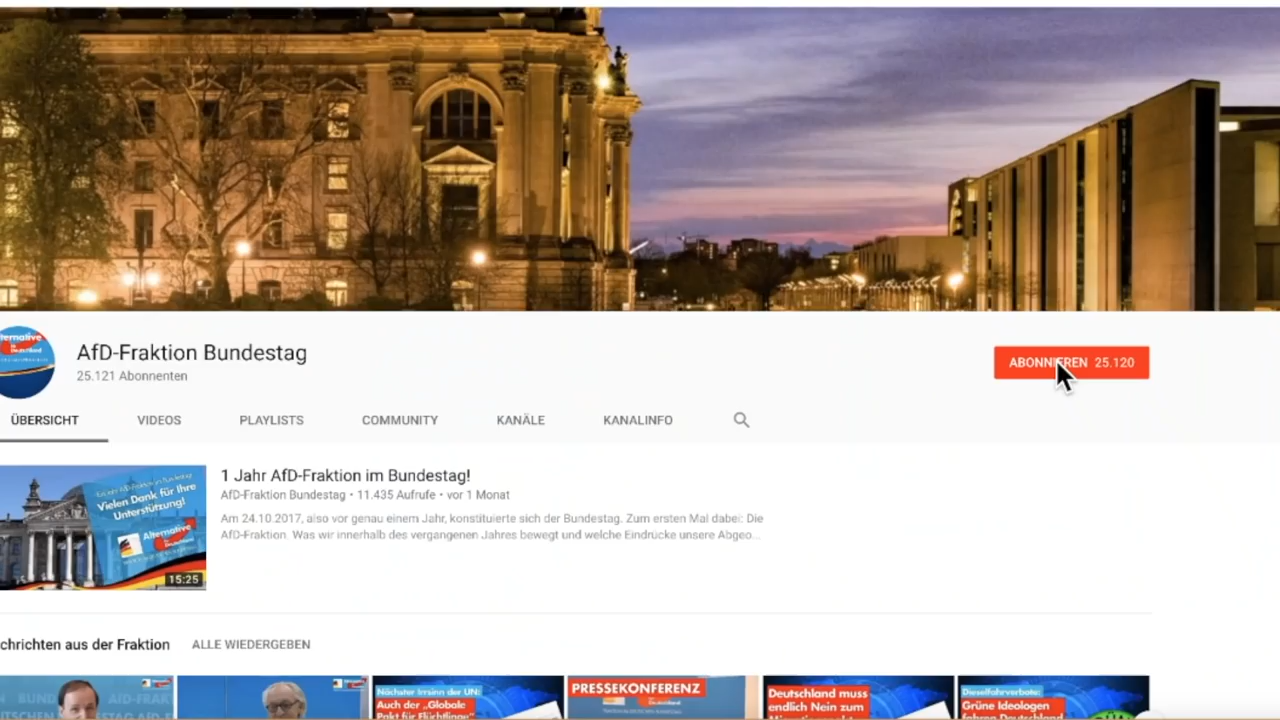 AfD-Fraktion Bundestag
25.121 Abonnenten
ABONNIEREN 25.120
ÜBERSICHT VIDEOS PLAYLISTS COMMUNITY KANÄLE KANALINFO
Vielen Dank für Ihre
Unterstützung!
Alternative
15:25
1 Jahr AfD-Fraktion im Bundestag!
AfD-Fraktion Bundestag • 11.435 Aufrufe • vor 1 Monat
Am 24.10.2017, also vor genau einem Jahr, konstituierte sich der Bundestag. Zum ersten Mal dabei: Die
AfD-Fraktion. Was wir innerhalb des vergangenen Jahres bewegt und welche Eindrücke unsere Abgeo...
chrichten aus der Fraktion ALLE WIEDERGEBEN
Nächster Irrsinn der UN:
Auch der „Globale
Pakt für Flüchtlinge"
PRESSEKONFERENZ
Deutschland muss
endlich Nein zum
Dieselfahrverbote:
Grüne Ideologen
fahren Deutschland